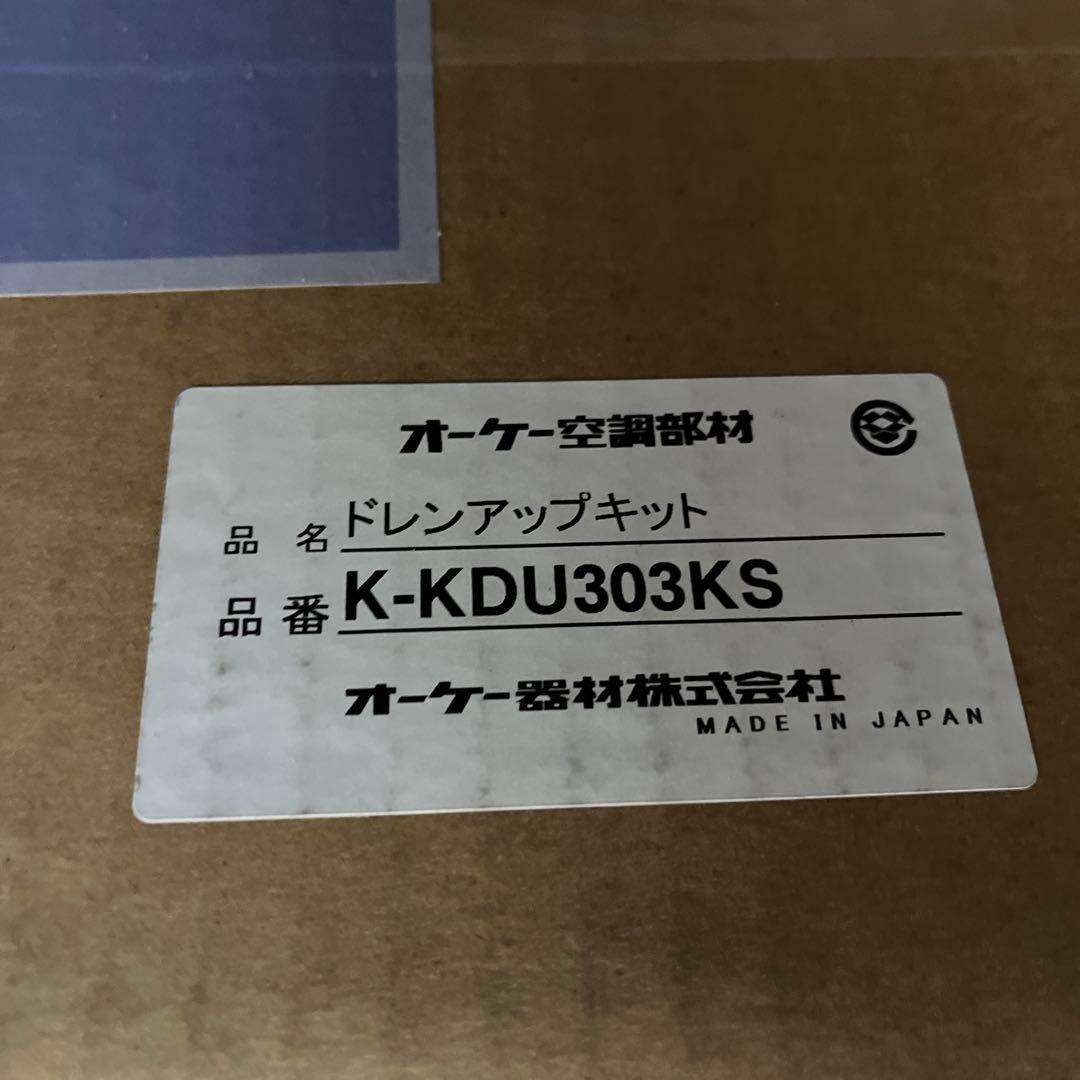 オーケー空調部材
品名 ドレンアップキット
品番 K-KDU303KS
オーケー器材株式会社
MADE IN JAPAN